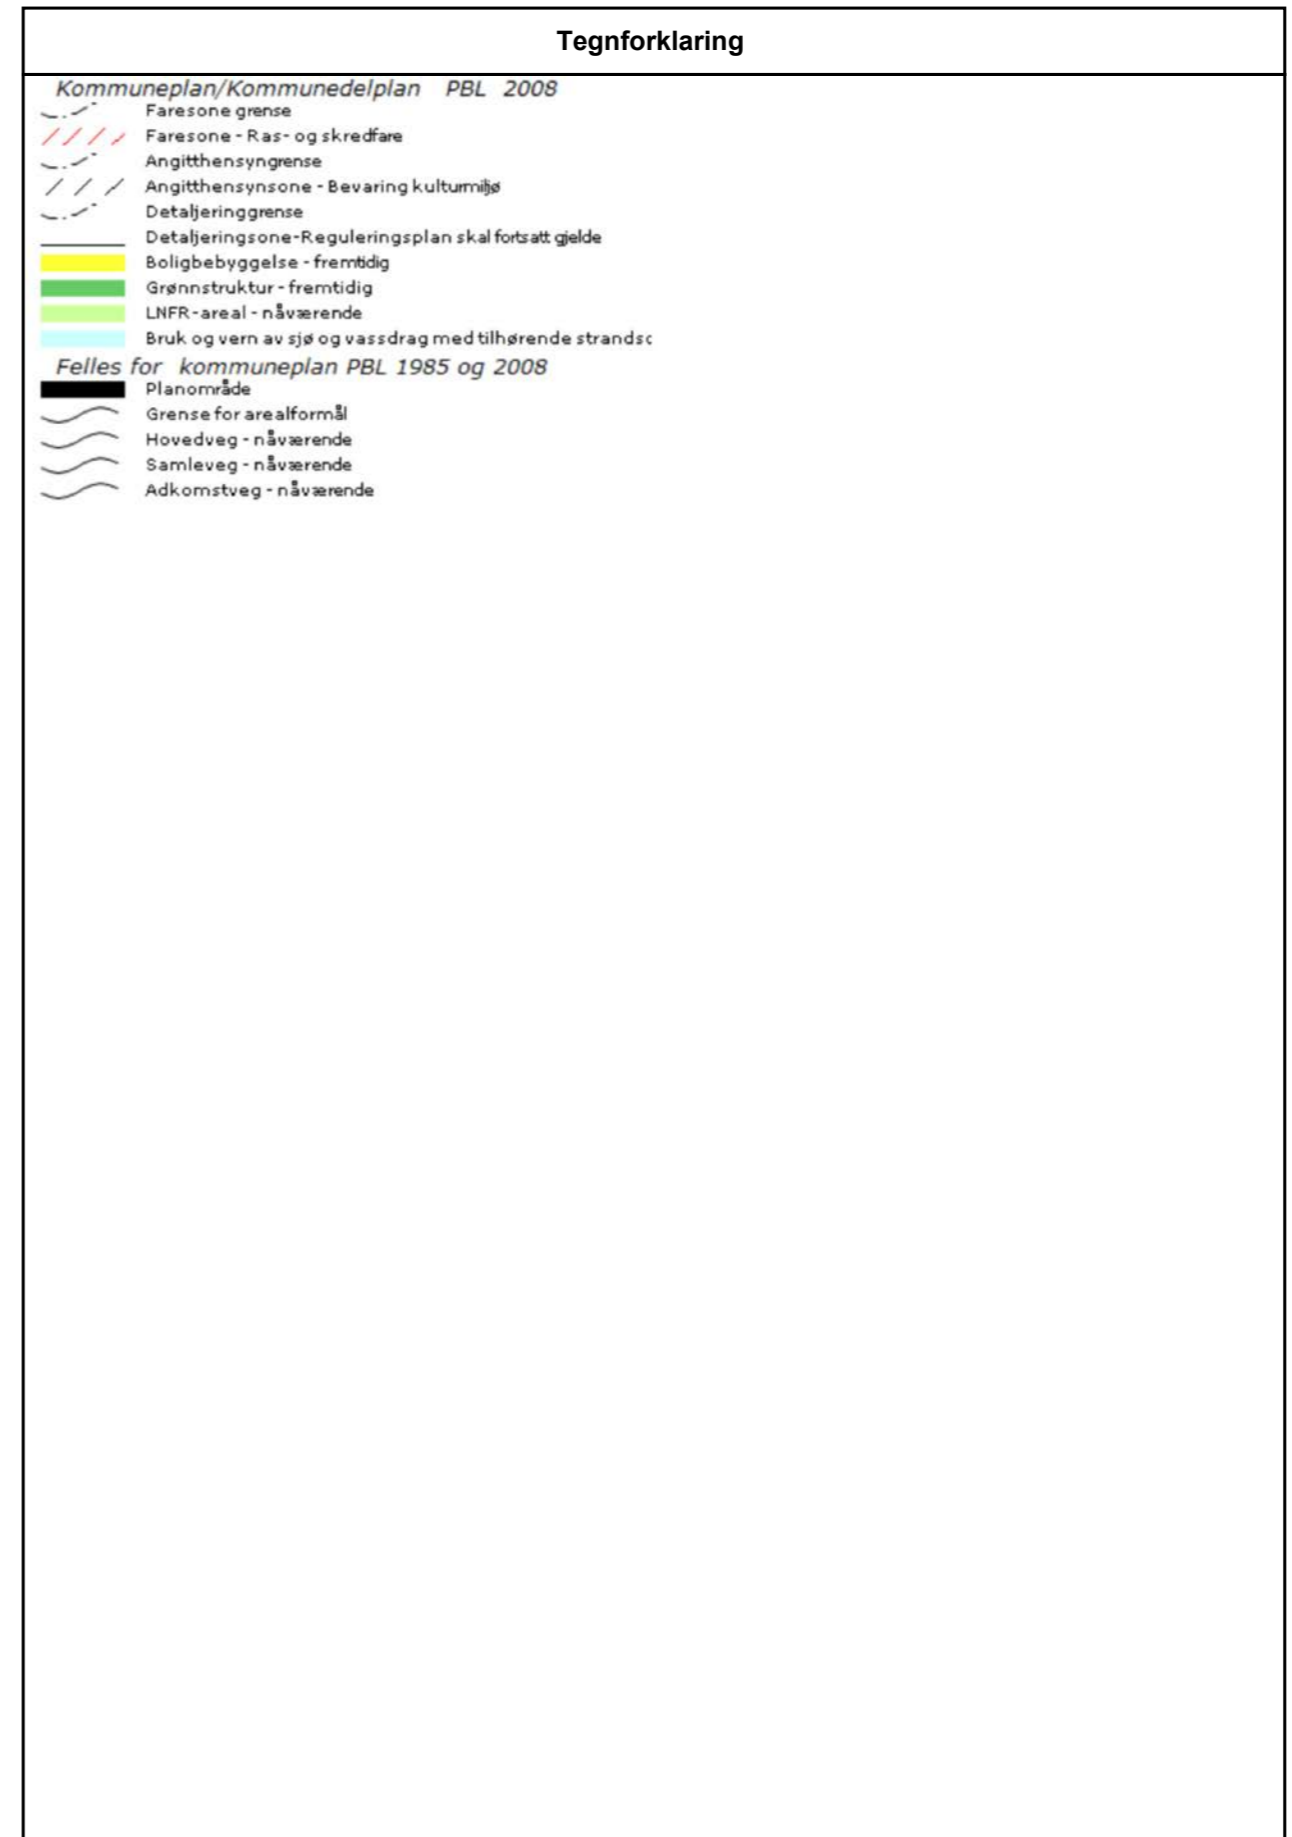 Tegnforklaring
Kommuneplan/Kommunedelplan PBL 2008
Faresone grense
Faresone - Ras- og skredfare
Angitthensyngrense
Angitthensynsone - Bevaring kulturmiljø
Detaljeringgrense
Detaljeringsone-Reguleringsplan skal fortsatt gjelde
Boligbebyggelse - fremtidig
Grønnstruktur - fremtidig
LNFR-areal - nåværende
Bruk og vern av sjø og vassdrag med tilhørende strandsc
Felles for kommuneplan PBL 1985 og 2008
Planområde
Grense for arealformål
Hovedveg - nåværende
Samleveg - nåværende
Adkomstveg - nåværende